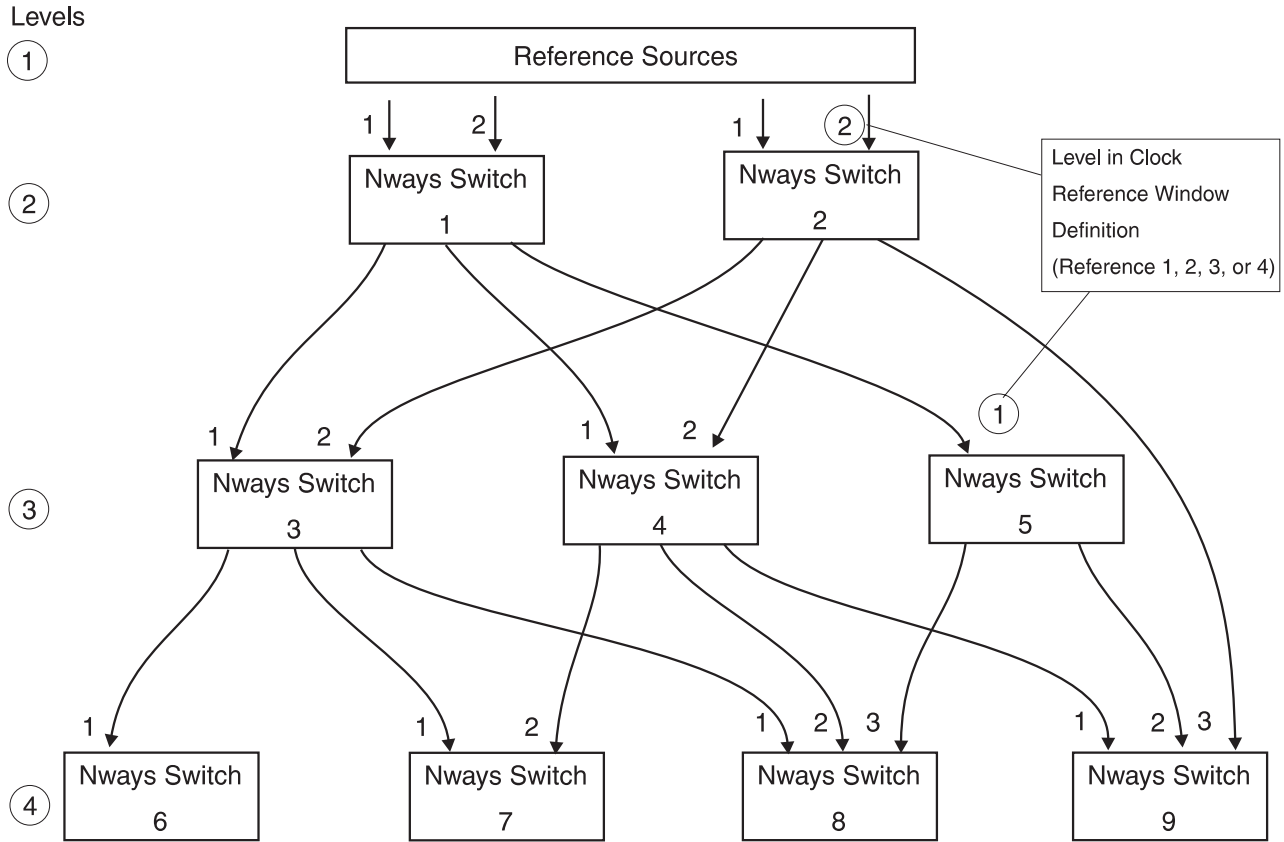 Levels
1
Reference Sources
1 2 1 2
Level in Clock
Reference Window
Definition
(Reference 1, 2, 3, or 4)
2
Nways Switch
1
Nways Switch
2
1 2 1 2 1
3
Nways Switch
3
Nways Switch
4
Nways Switch
5
1 1 2 1 2 3 1 2 3
4
Nways Switch
6
Nways Switch
7
Nways Switch
8
Nways Switch
9